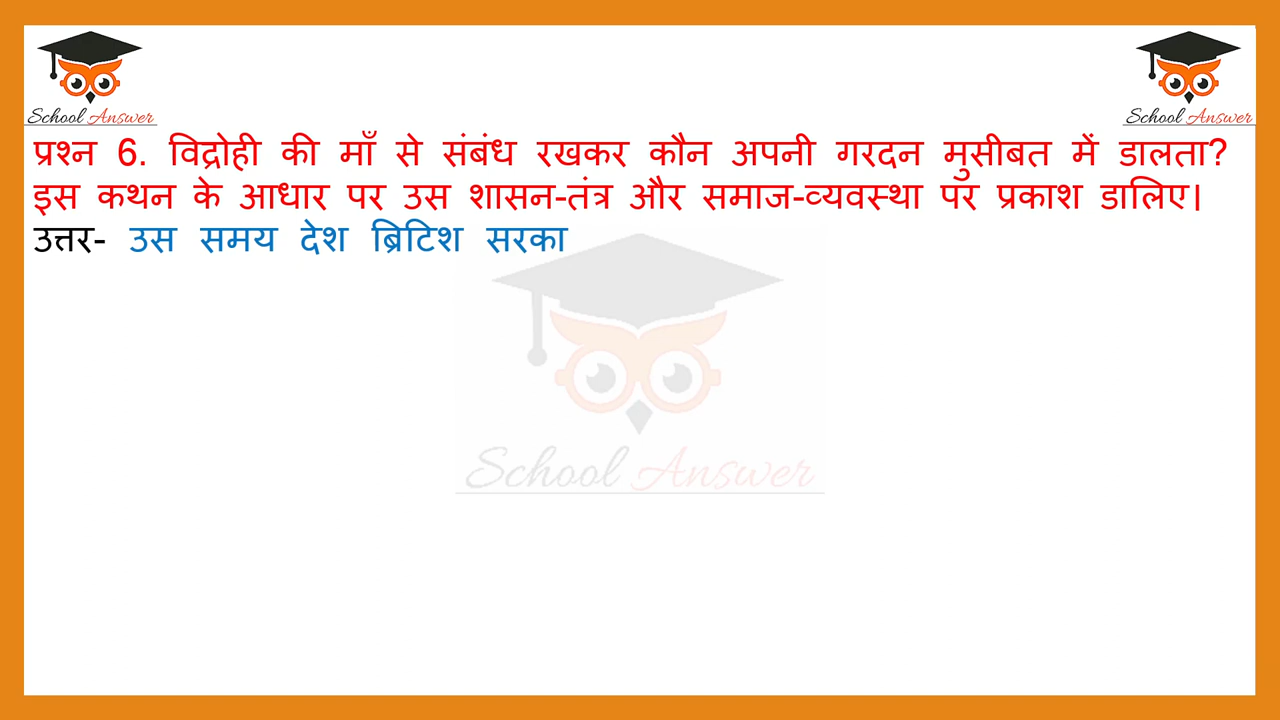 School Answer
School Answer
प्रश्न 6. विद्रोही की माँ से संबंध रखकर कौन अपनी गरदन मुसीबत में डालता?
इस कथन के आधार पर उस शासन-तंत्र और समाज-व्यवस्था पर प्रकाश डालिए।
उत्तर- उस समय देश ब्रिटिश सरका
School Answer